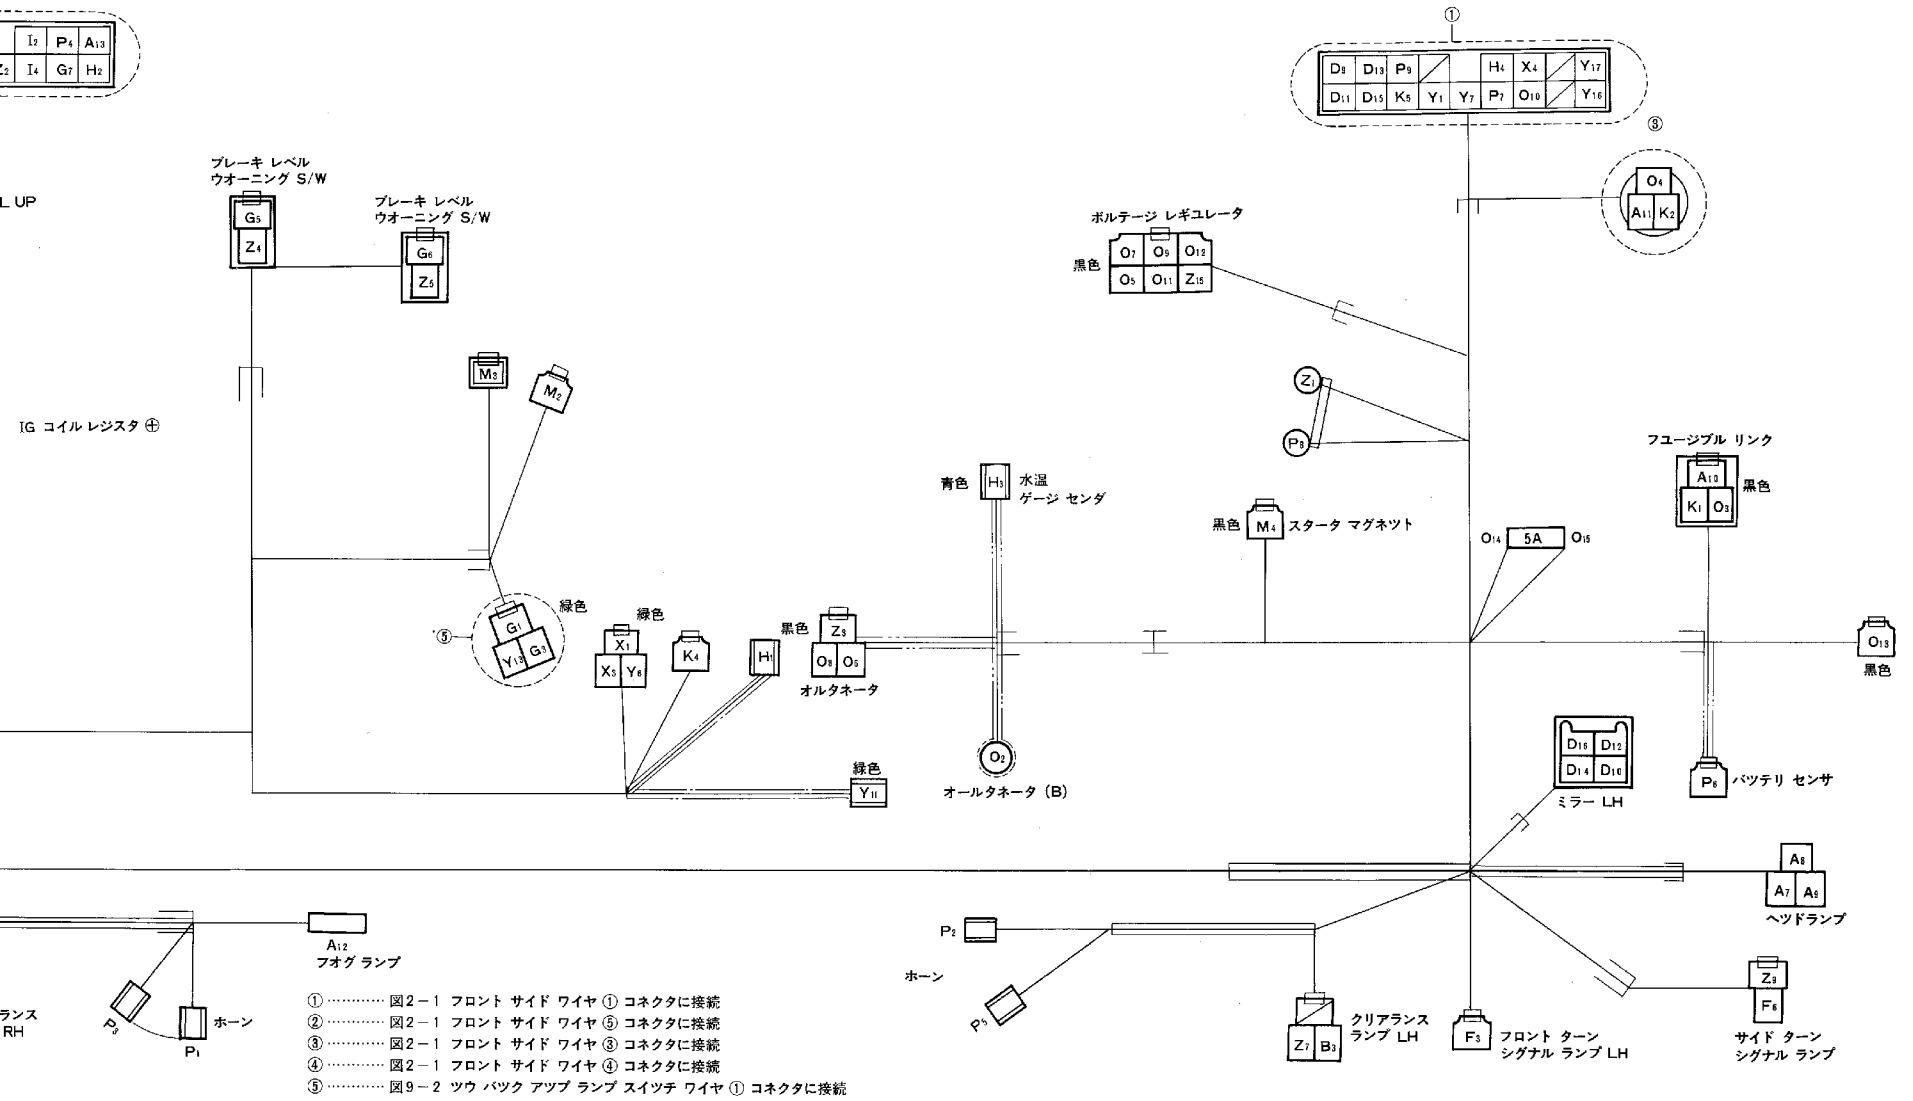 ①
I2 P4 A13
Z2 I4 G7 H2
D9 D13 P9 H4 X4 Y17
D11 D15 K5 Y1 Y7 P7 O10 Y16
③
O4
A11 K2
ブレーキ レベル
ウオーニング S/W
G5
Z4
ブレーキ レベル
ウオーニング S/W
G6
Z5
L UP
ボルテージ レギユレータ
黒色
O7 O9 O12
O5 O11 Z15
M3
M2
Z1
P8
IG コイル レジスタ ⊕
フユージブル リンク
A10
K1 O3
黒色
青色
H3
水温
ゲージ センダ
黒色
M4
スタータ マグネツト
O14 5A O15
⑤
緑色
G1
Y13 G3
緑色
X1
X3 Y6
K4
H1
黒色
Z3
O8 O6
オルタネータ
O13
黒色
O2
オールタネータ (B)
緑色
Y11
D16 D12
D14 D10
ミラー LH
P6
バツテリ センサ
A8
A7 A9
ヘツドランプ
A12
フオグ ランプ
P2
ホーン
P5
Z9
F6
サイド ターン
シグナル ランプ
ランス
RH
P3
P1
ホーン
クリアランス
ランプ LH
Z7 B3
F3
フロント ターン
シグナル ランプ LH
① ·········· 図2－1 フロント サイド ワイヤ ① コネクタに接続
② ·········· 図2－1 フロント サイド ワイヤ ⑤ コネクタに接続
③ ·········· 図2－1 フロント サイド ワイヤ ③ コネクタに接続
④ ·········· 図2－1 フロント サイド ワイヤ ④ コネクタに接続
⑤ ·········· 図9－2 ツウ バツク アツプ ランプ スイツチ ワイヤ ① コネクタに接続